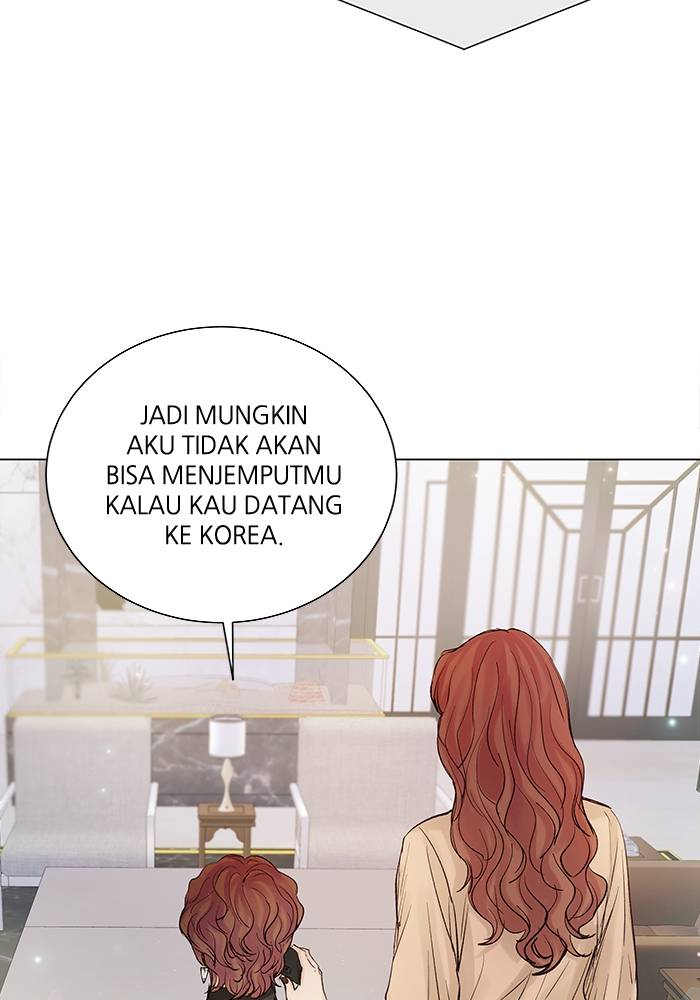 JADI MUNGKIN
AKU TIDAK AKAN
BISA MENJEMPUTMU
KALAU KAU DATANG
KE KOREA.